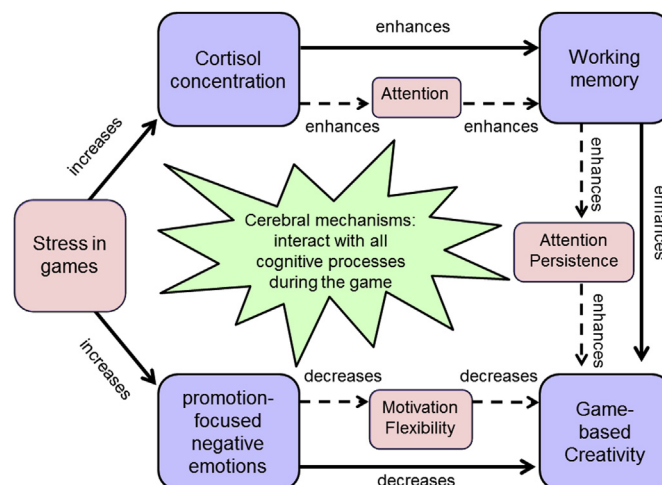 enhances
Cortisol
concentration
Working
memory
Attention
enhances
enhances
increases
enhances
enhances
Cerebral mechanisms:
interact with all
cognitive processes
during the game
Stress in
games
Attention
Persistence
enhances
increases
decreases
decreases
promotion-
focused
negative
emotions
Motivation
Flexibility
Game-
based
Creativity
decreases